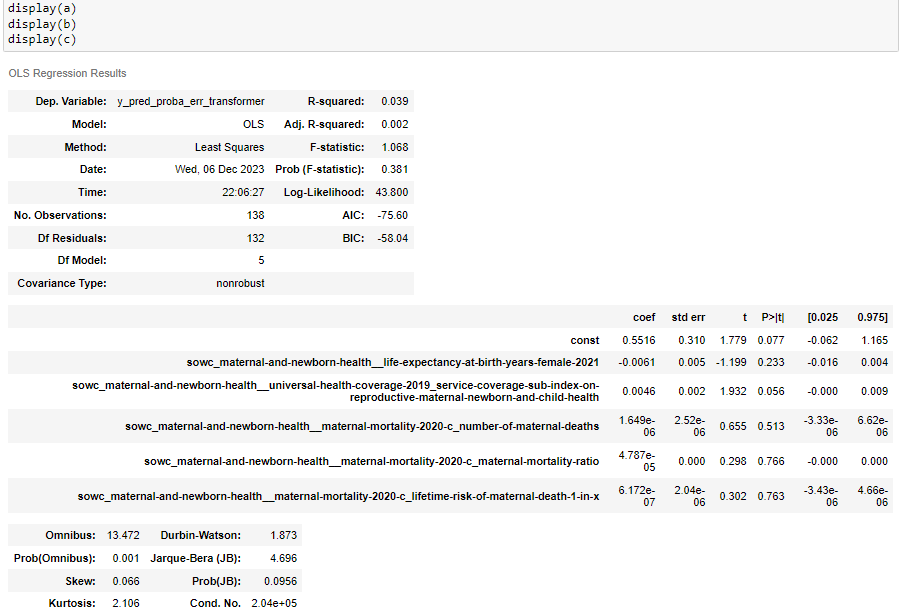 display(a)
display(b)
display(c)
OLS Regression Results
Dep. Variable: y_pred_proba_err_transformer R-squared: 0.039
Model: OLS Adj. R-squared: 0.002
Method: Least Squares F-statistic: 1.068
Date: Wed, 06 Dec 2023 Prob (F-statistic): 0.381
Time: 22:06:27 Log-Likelihood: 43.800
No. Observations: 138 AIC: -75.60
Df Residuals: 132 BIC: -58.04
Df Model: 5
Covariance Type: nonrobust
coef std err t P>|t| [0.025 0.975]
const 0.5516 0.310 1.779 0.077 -0.062 1.165
sowc_maternal-and-newborn-health__life-expectancy-at-birth-years-female-2021 -0.0061 0.005 -1.199 0.233 -0.016 0.004
sowc_maternal-and-newborn-health__universal-health-coverage-2019_service-coverage-sub-index-on-
reproductive-maternal-newborn-and-child-health 0.0046 0.002 1.932 0.056 -0.000 0.009
sowc_maternal-and-newborn-health__maternal-mortality-2020-c_number-of-maternal-deaths 1.649e-06 2.52e-06 0.655 0.513 -3.33e-06 6.62e-06
sowc_maternal-and-newborn-health__maternal-mortality-2020-c_maternal-mortality-ratio 4.787e-05 0.000 0.298 0.766 -0.000 0.000
sowc_maternal-and-newborn-health__maternal-mortality-2020-c_lifetime-risk-of-maternal-death-1-in-x 6.172e-07 2.04e-06 0.302 0.763 -3.43e-06 4.66e-06
Omnibus: 13.472 Durbin-Watson: 1.873
Prob(Omnibus): 0.001 Jarque-Bera (JB): 4.696
Skew: 0.066 Prob(JB): 0.0956
Kurtosis: 2.106 Cond. No. 2.04e+05